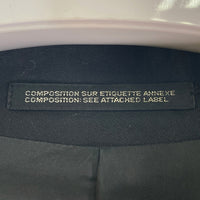 COMPOSITION SUR ETIQUETTE ANNEXE
COMPOSITION: SEE ATTACHED LABEL